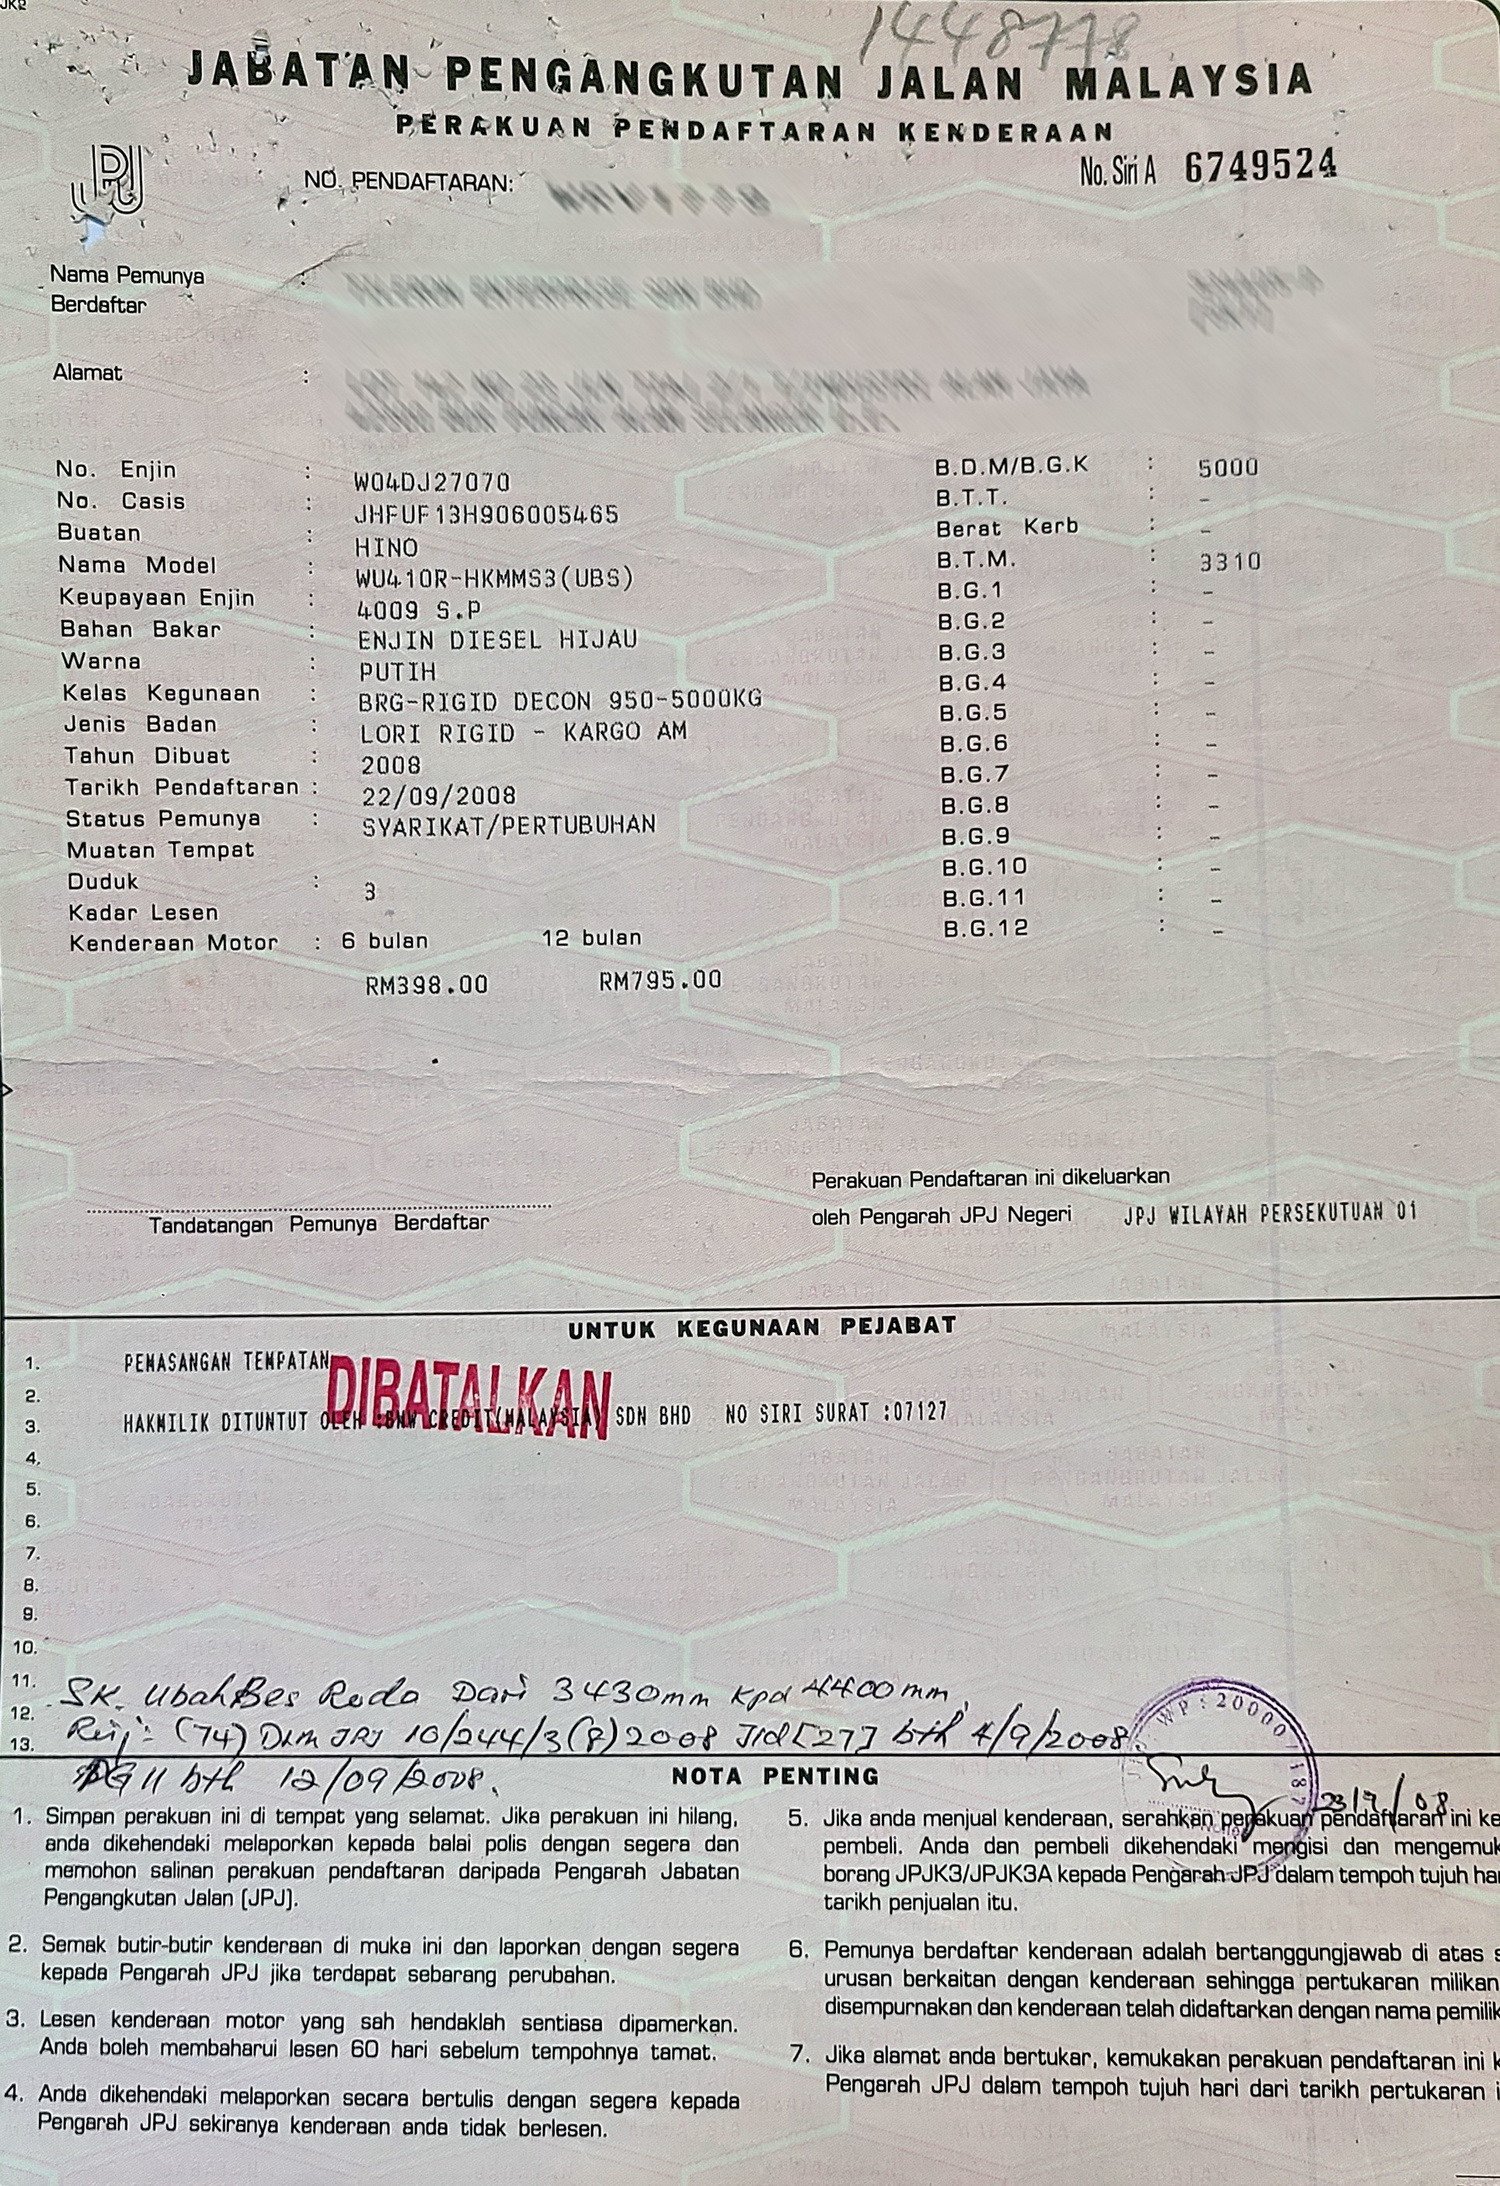 JK2
1448778
JABATAN PENGANGKUTAN JALAN MALAYSIA
PERAKUAN PENDAFTARAN KENDERAAN
No. Siri A 6749524
NO. PENDAFTARAN:
Nama Pemunya :
Berdaftar
Alamat :
No. Enjin : W04DJ27070
No. Casis : JHFUF13H906005465
Buatan : HINO
Nama Model : WU410R-HKMMS3(UBS)
Keupayaan Enjin : 4009 S.P
Bahan Bakar : ENJIN DIESEL HIJAU
Warna : PUTIH
Kelas Kegunaan : BRG-RIGID DECON 950-5000KG
Jenis Badan : LORI RIGID - KARGO AM
Tahun Dibuat : 2008
Tarikh Pendaftaran : 22/09/2008
Status Pemunya : SYARIKAT/PERTUBUHAN
Muatan Tempat
Duduk : 3
Kadar Lesen
Kenderaan Motor : 6 bulan 12 bulan
RM398.00 RM795.00
B.D.M/B.G.K : 5000
B.T.T. : -
Berat Kerb : -
B.T.M. : 3310
B.G.1 : -
B.G.2 : -
B.G.3 : -
B.G.4 : -
B.G.5 : -
B.G.6 : -
B.G.7 : -
B.G.8 : -
B.G.9 : -
B.G.10 : -
B.G.11 : -
B.G.12 : -
Tandatangan Pemunya Berdaftar
Perakuan Pendaftaran ini dikeluarkan
oleh Pengarah JPJ Negeri JPJ WILAYAH PERSEKUTUAN 01
UNTUK KEGUNAAN PEJABAT
1. PEMASANGAN TEMPATAN
DIBATALKAN
2.
3. HAKMILIK DITUNTUT OLEH :BMW CREDIT(MALAYSIA) SDN BHD NO SIRI SURAT :07127
4.
5.
6.
7.
8.
9.
10.
11. SK. Ubah Bes Roda Dari 3430mm Kpd 4400mm,
12.
13. Ruj: (74) Dlm JPJ 10/244/3(8)2008 Jld [27] bth 4/9/2008.
bth 12/09/2008.
WP: 20000 187
23/9/08
NOTA PENTING
1. Simpan perakuan ini di tempat yang selamat. Jika perakuan ini hilang,
anda dikehendaki melaporkan kepada balai polis dengan segera dan
memohon salinan perakuan pendaftaran daripada Pengarah Jabatan
Pengangkutan Jalan (JPJ).
2. Semak butir-butir kenderaan di muka ini dan laporkan dengan segera
kepada Pengarah JPJ jika terdapat sebarang perubahan.
3. Lesen kenderaan motor yang sah hendaklah sentiasa dipamerkan.
Anda boleh membaharui lesen 60 hari sebelum tempohnya tamat.
4. Anda dikehendaki melaporkan secara bertulis dengan segera kepada
Pengarah JPJ sekiranya kenderaan anda tidak berlesen.
5. Jika anda menjual kenderaan, serahkan perakuan pendaftaran ini ke
pembeli. Anda dan pembeli dikehendaki mengisi dan mengemuk
borang JPJK3/JPJK3A kepada Pengarah JPJ dalam tempoh tujuh ha
tarikh penjualan itu.
6. Pemunya berdaftar kenderaan adalah bertanggungjawab di atas s
urusan berkaitan dengan kenderaan sehingga pertukaran milikan
disempurnakan dan kenderaan telah didaftarkan dengan nama pemilik
7. Jika alamat anda bertukar, kemukakan perakuan pendaftaran ini k
Pengarah JPJ dalam tempoh tujuh hari dari tarikh pertukaran i